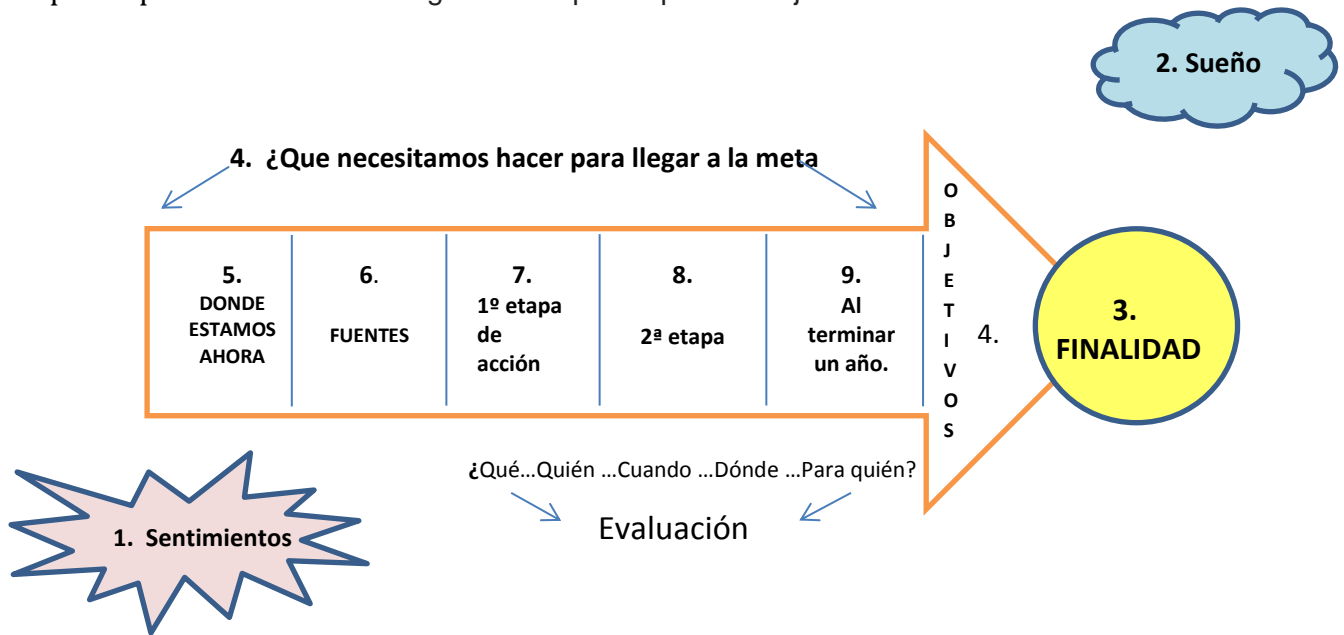 2. Sueño
4. ¿Que necesitamos hacer para llegar a la meta
5.
DONDE
ESTAMOS
AHORA
6.
FUENTES
7.
1º etapa
de
acción
8.
2ª etapa
9.
Al
terminar
un año.
OBJETIVOS
4.
3.
FINALIDAD
¿Qué...Quién ...Cuando ...Dónde ...Para quién?
Evaluación
1. Sentimientos